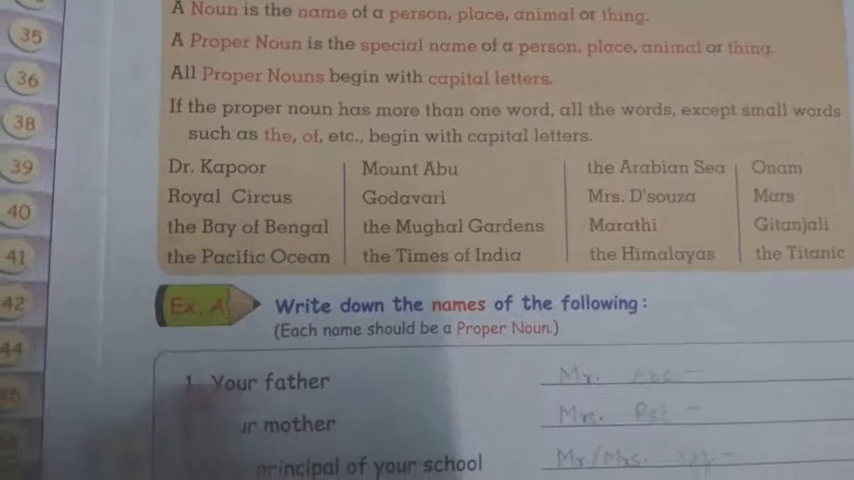 35
36
38
39
40
41
42
44
A Noun is the name of a person, place, animal or thing.
A Proper Noun is the special name of a person, place, animal or thing.
All Proper Nouns begin with capital letters.
If the proper noun has more than one word, all the words, except small words
such as the, of, etc., begin with capital letters.
Dr. Kapoor Mount Abu the Arabian Sea Onam
Royal Circus Godavari Mrs. D'souza Mars
the Bay of Bengal the Mughal Gardens Marathi Gitanjali
the Pacific Ocean the Times of India the Himalayas the Titanic
Ex. A Write down the names of the following:
(Each name should be a Proper Noun.)
1. Your father Mr. Abc -
mother Mrs.
principal of your school Mr/Mrs. xyz -